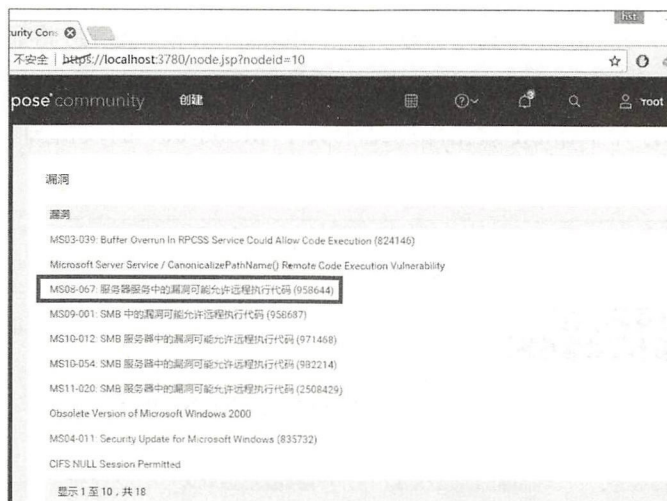 urity Con
不安全 | https://localhost:3780/node.jsp?nodeid=10
pose community 创建 root
漏洞
漏洞
MS03-039: Buffer Overrun In RPCSS Service Could Allow Code Execution (824146)
Microsoft Server Service / CanonicalizePathName() Remote Code Execution Vulnerability
MS08-067: 服务器服务中的漏洞可能允许远程执行代码 (958644)
MS09-001: SMB 中的漏洞可能允许远程执行代码 (958687)
MS10-012: SMB 服务器中的漏洞可能允许远程执行代码 (971468)
MS10-054: SMB 服务器中的漏洞可能允许远程执行代码 (982214)
MS11-020: SMB 服务器中的漏洞可能允许远程执行代码 (2508429)
Obsolete Version of Microsoft Windows 2000
MS04-011: Security Update for Microsoft Windows (835732)
CIFS NULL Session Permitted
显示 1 至 10 , 共 18